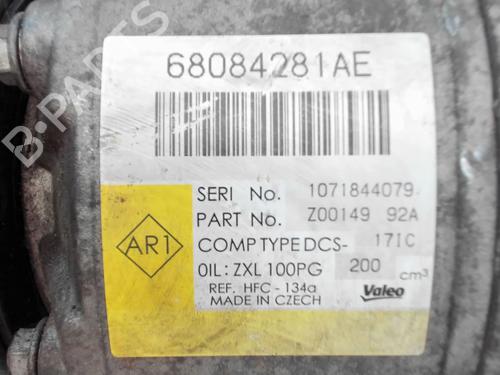 68084281AE
SERI No. 1071844079
PART No. Z00149 92A
AR1
COMP TYPE DCS- 17IC
OIL: ZXL 100PG 200 cm³
REF. HFC - 134a
MADE IN CZECH
Valeo
B-PARTS